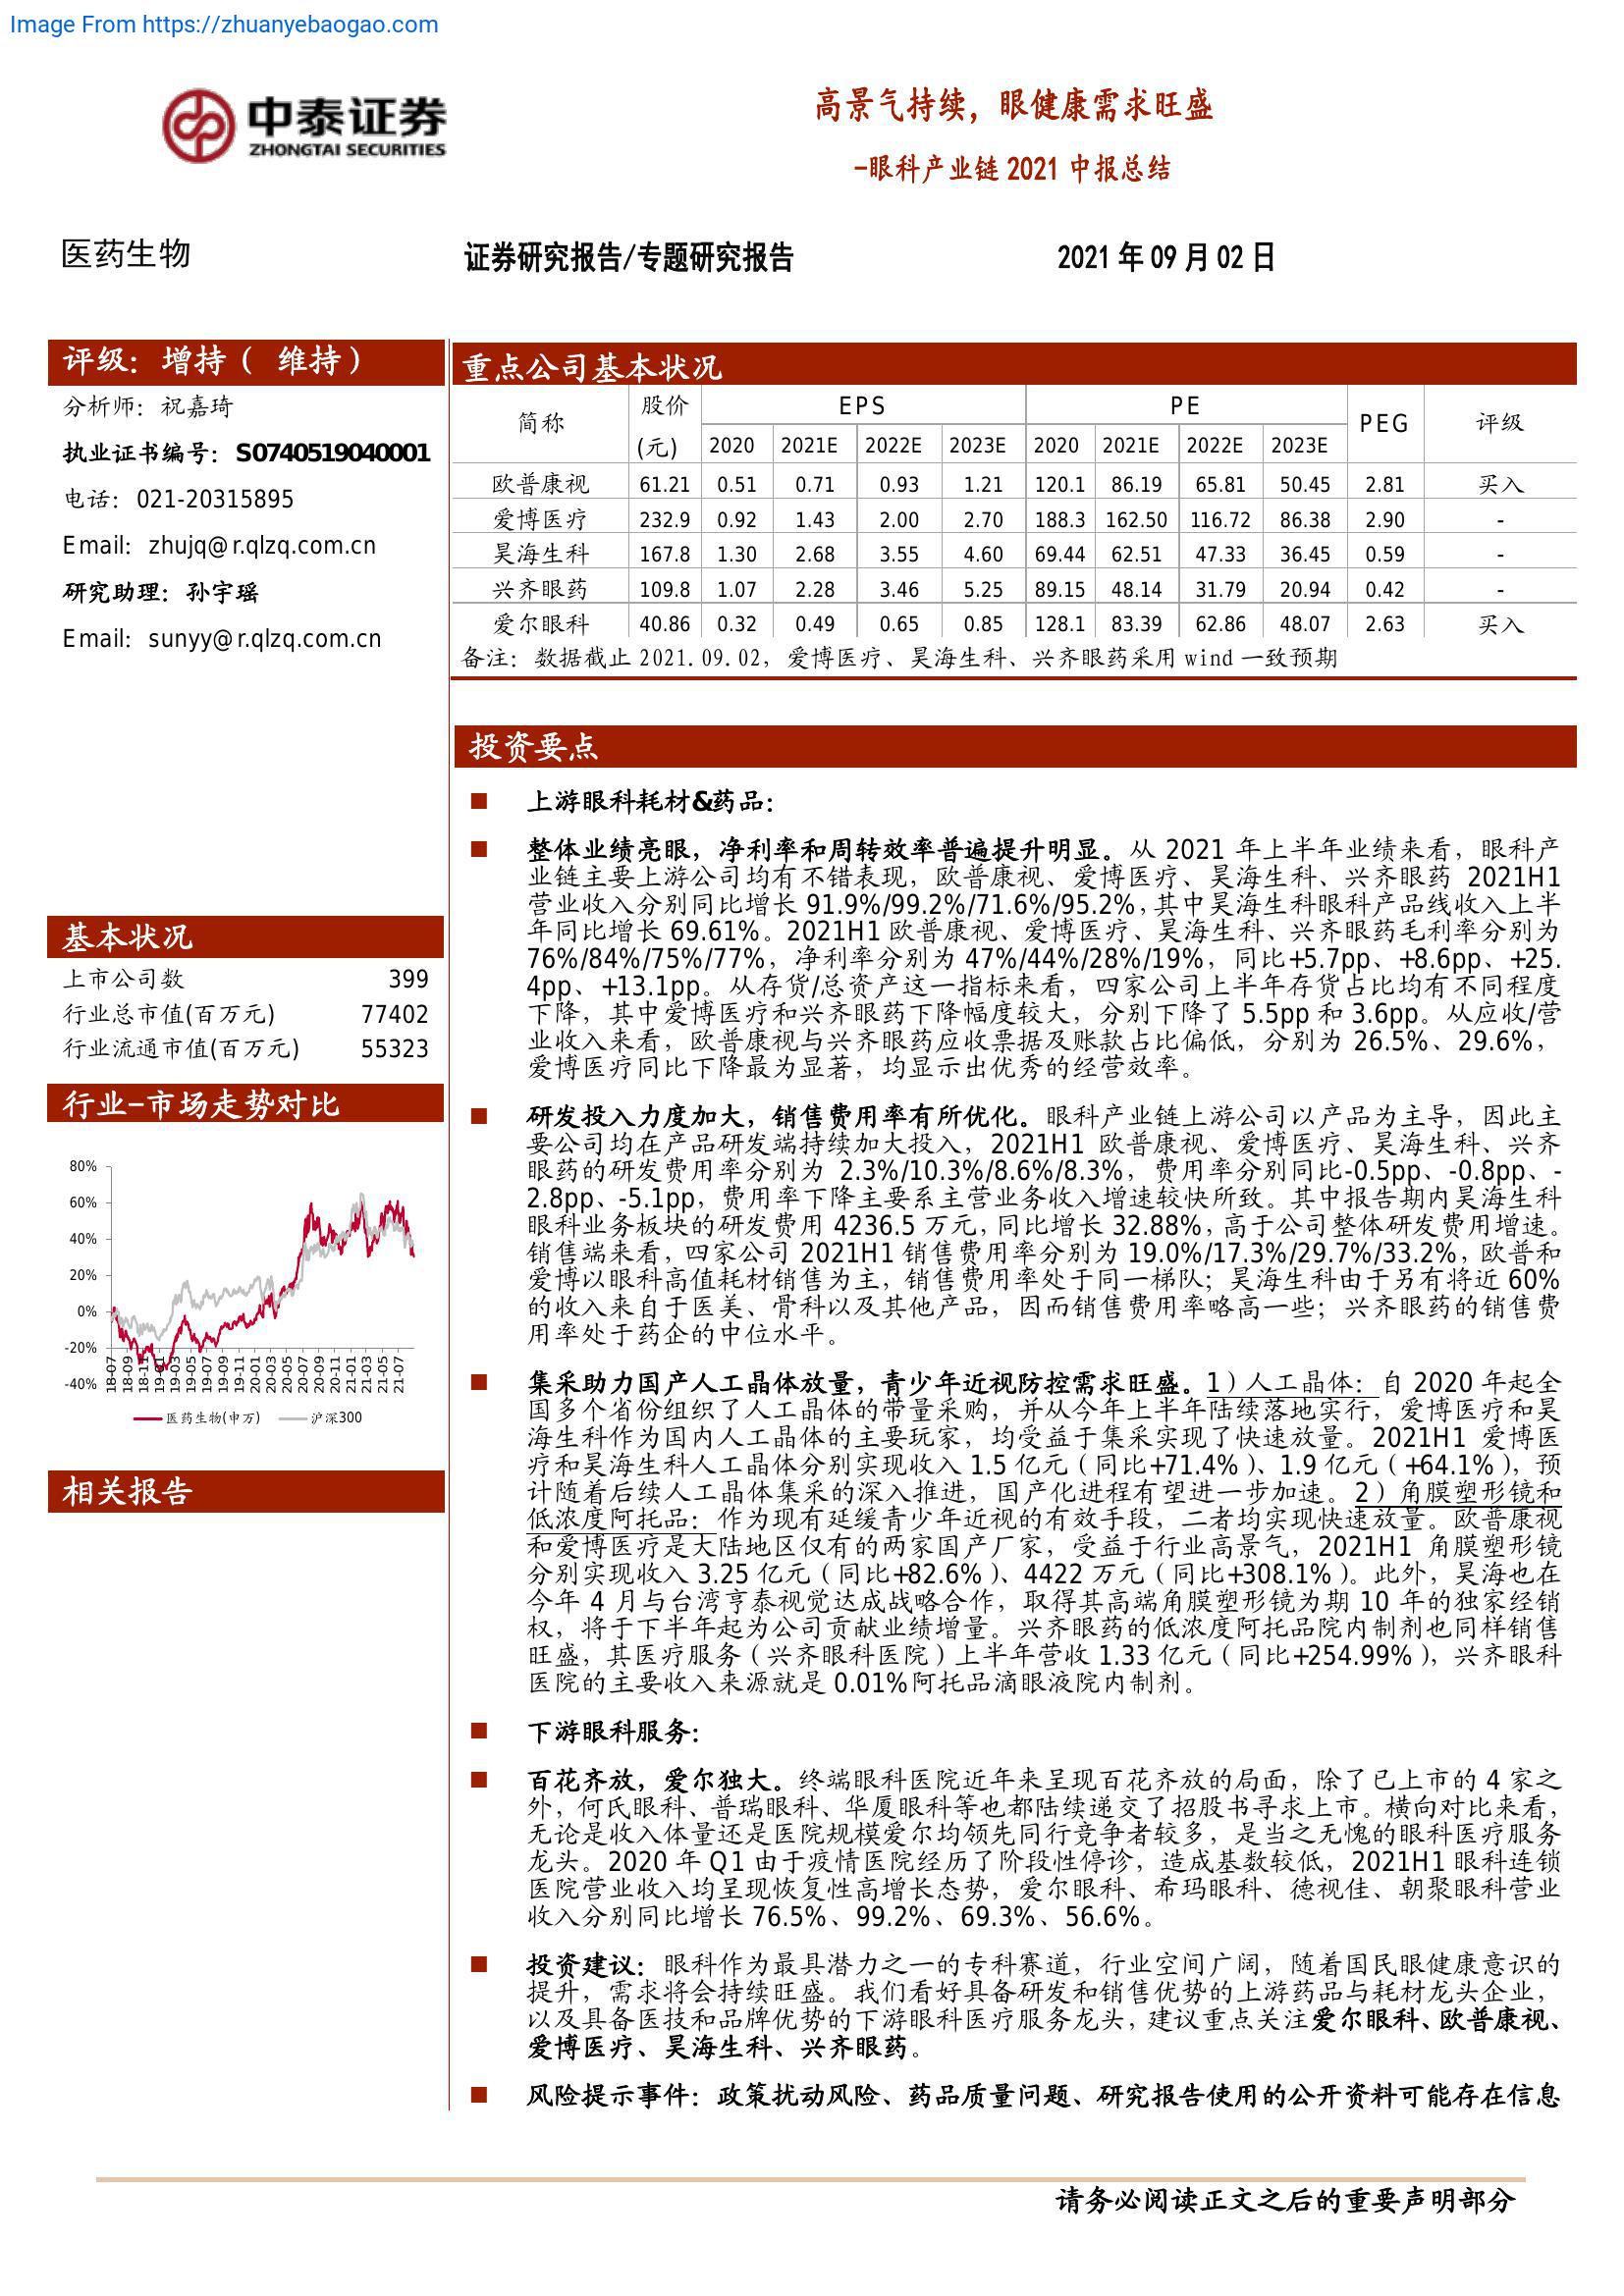 Image From https://zhuanyebaogao.com
中泰证券
ZHONGTAI SECURITIES
高景气持续，眼健康需求旺盛
-眼科产业链 2021 中报总结
医药生物
证券研究报告/专题研究报告
2021 年 09 月 02 日
评级：增持（ 维持）
分析师：祝嘉琦
执业证书编号：S0740519040001
电话：021-20315895
Email：zhujq@r.qlzq.com.cn
研究助理：孙宇瑶
Email：sunyy@r.qlzq.com.cn
基本状况
上市公司数 399
行业总市值(百万元) 77402
行业流通市值(百万元) 55323
行业-市场走势对比
80%
60%
40%
20%
0%
-20%
-40%
18-07 18-09 18-11 19-01 19-03 19-05 19-07 19-09 19-11 20-01 20-03 20-05 20-07 20-09 20-11 21-01 21-03 21-05 21-07
医药生物(申万) 沪深300
相关报告
重点公司基本状况
简称 股价(元) EPS PE PEG 评级
2020 2021E 2022E 2023E 2020 2021E 2022E 2023E
欧普康视 61.21 0.51 0.71 0.93 1.21 120.1 86.19 65.81 50.45 2.81 买入
爱博医疗 232.9 0.92 1.43 2.00 2.70 188.3 162.50 116.72 86.38 2.90 -
昊海生科 167.8 1.30 2.68 3.55 4.60 69.44 62.51 47.33 36.45 0.59 -
兴齐眼药 109.8 1.07 2.28 3.46 5.25 89.15 48.14 31.79 20.94 0.42 -
爱尔眼科 40.86 0.32 0.49 0.65 0.85 128.1 83.39 62.86 48.07 2.63 买入
备注：数据截止 2021.09.02，爱博医疗、昊海生科、兴齐眼药采用 wind 一致预期
投资要点
■ 上游眼科耗材&药品：
■ 整体业绩亮眼，净利率和周转效率普遍提升明显。从 2021 年上半年业绩来看，眼科产
业链主要上游公司均有不错表现，欧普康视、爱博医疗、昊海生科、兴齐眼药 2021H1
营业收入分别同比增长 91.9%/99.2%/71.6%/95.2%，其中昊海生科眼科产品线收入上半
年同比增长 69.61%。2021H1 欧普康视、爱博医疗、昊海生科、兴齐眼药毛利率分别为
76%/84%/75%/77%，净利率分别为 47%/44%/28%/19%，同比+5.7pp、+8.6pp、+25.
4pp、+13.1pp。从存货/总资产这一指标来看，四家公司上半年存货占比均有不同程度
下降，其中爱博医疗和兴齐眼药下降幅度较大，分别下降了 5.5pp 和 3.6pp。从应收/营
业收入来看，欧普康视与兴齐眼药应收票据及账款占比偏低，分别为 26.5%、29.6%，
爱博医疗同比下降最为显著，均显示出优秀的经营效率。
■ 研发投入力度加大，销售费用率有所优化。眼科产业链上游公司以产品为主导，因此主
要公司均在产品研发端持续加大投入，2021H1 欧普康视、爱博医疗、昊海生科、兴齐
眼药的研发费用率分别为 2.3%/10.3%/8.6%/8.3%，费用率分别同比-0.5pp、-0.8pp、-
2.8pp、-5.1pp，费用率下降主要系主营业务收入增速较快所致。其中报告期内昊海生科
眼科业务板块的研发费用 4236.5 万元，同比增长 32.88%，高于公司整体研发费用增速。
销售端来看，四家公司 2021H1 销售费用率分别为 19.0%/17.3%/29.7%/33.2%，欧普和
爱博以眼科高值耗材销售为主，销售费用率处于同一梯队；昊海生科由于另有将近 60%
的收入来自于医美、骨科以及其他产品，因而销售费用率略高一些；兴齐眼药的销售费
用率处于药企的中位水平。
■ 集采助力国产人工晶体放量，青少年近视防控需求旺盛。1）人工晶体：自 2020 年起全
国多个省份组织了人工晶体的带量采购，并从今年上半年陆续落地实行，爱博医疗和昊
海生科作为国内人工晶体的主要玩家，均受益于集采实现了快速放量。2021H1 爱博医
疗和昊海生科人工晶体分别实现收入 1.5 亿元（同比+71.4%）、1.9 亿元（+64.1%），预
计随着后续人工晶体集采的深入推进，国产化进程有望进一步加速。2）角膜塑形镜和
低浓度阿托品：作为现有延缓青少年近视的有效手段，二者均实现快速放量。欧普康视
和爱博医疗是大陆地区仅有的两家国产厂家，受益于行业高景气，2021H1 角膜塑形镜
分别实现收入 3.25 亿元（同比+82.6%）、4422 万元（同比+308.1%）。此外，昊海也在
今年 4 月与台湾亨泰视觉达成战略合作，取得其高端角膜塑形镜为期 10 年的独家经销
权，将于下半年起为公司贡献业绩增量。兴齐眼药的低浓度阿托品院内制剂也同样销售
旺盛，其医疗服务（兴齐眼科医院）上半年营收 1.33 亿元（同比+254.99%），兴齐眼科
医院的主要收入来源就是 0.01%阿托品滴眼液院内制剂。
■ 下游眼科服务：
■ 百花齐放，爱尔独大。终端眼科医院近年来呈现百花齐放的局面，除了已上市的 4 家之
外，何氏眼科、普瑞眼科、华厦眼科等也都陆续递交了招股书寻求上市。横向对比来看，
无论是收入体量还是医院规模爱尔均领先同行竞争者较多，是当之无愧的眼科医疗服务
龙头。2020 年 Q1 由于疫情医院经历了阶段性停诊，造成基数较低，2021H1 眼科连锁
医院营业收入均呈现恢复性高增长态势，爱尔眼科、希玛眼科、德视佳、朝聚眼科营业
收入分别同比增长 76.5%、99.2%、69.3%、56.6%。
■ 投资建议：眼科作为最具潜力之一的专科赛道，行业空间广阔，随着国民眼健康意识的
提升，需求将会持续旺盛。我们看好具备研发和销售优势的上游药品与耗材龙头企业，
以及具备医技和品牌优势的下游眼科医疗服务龙头，建议重点关注爱尔眼科、欧普康视、
爱博医疗、昊海生科、兴齐眼药。
■ 风险提示事件：政策扰动风险、药品质量问题、研究报告使用的公开资料可能存在信息
请务必阅读正文之后的重要声明部分